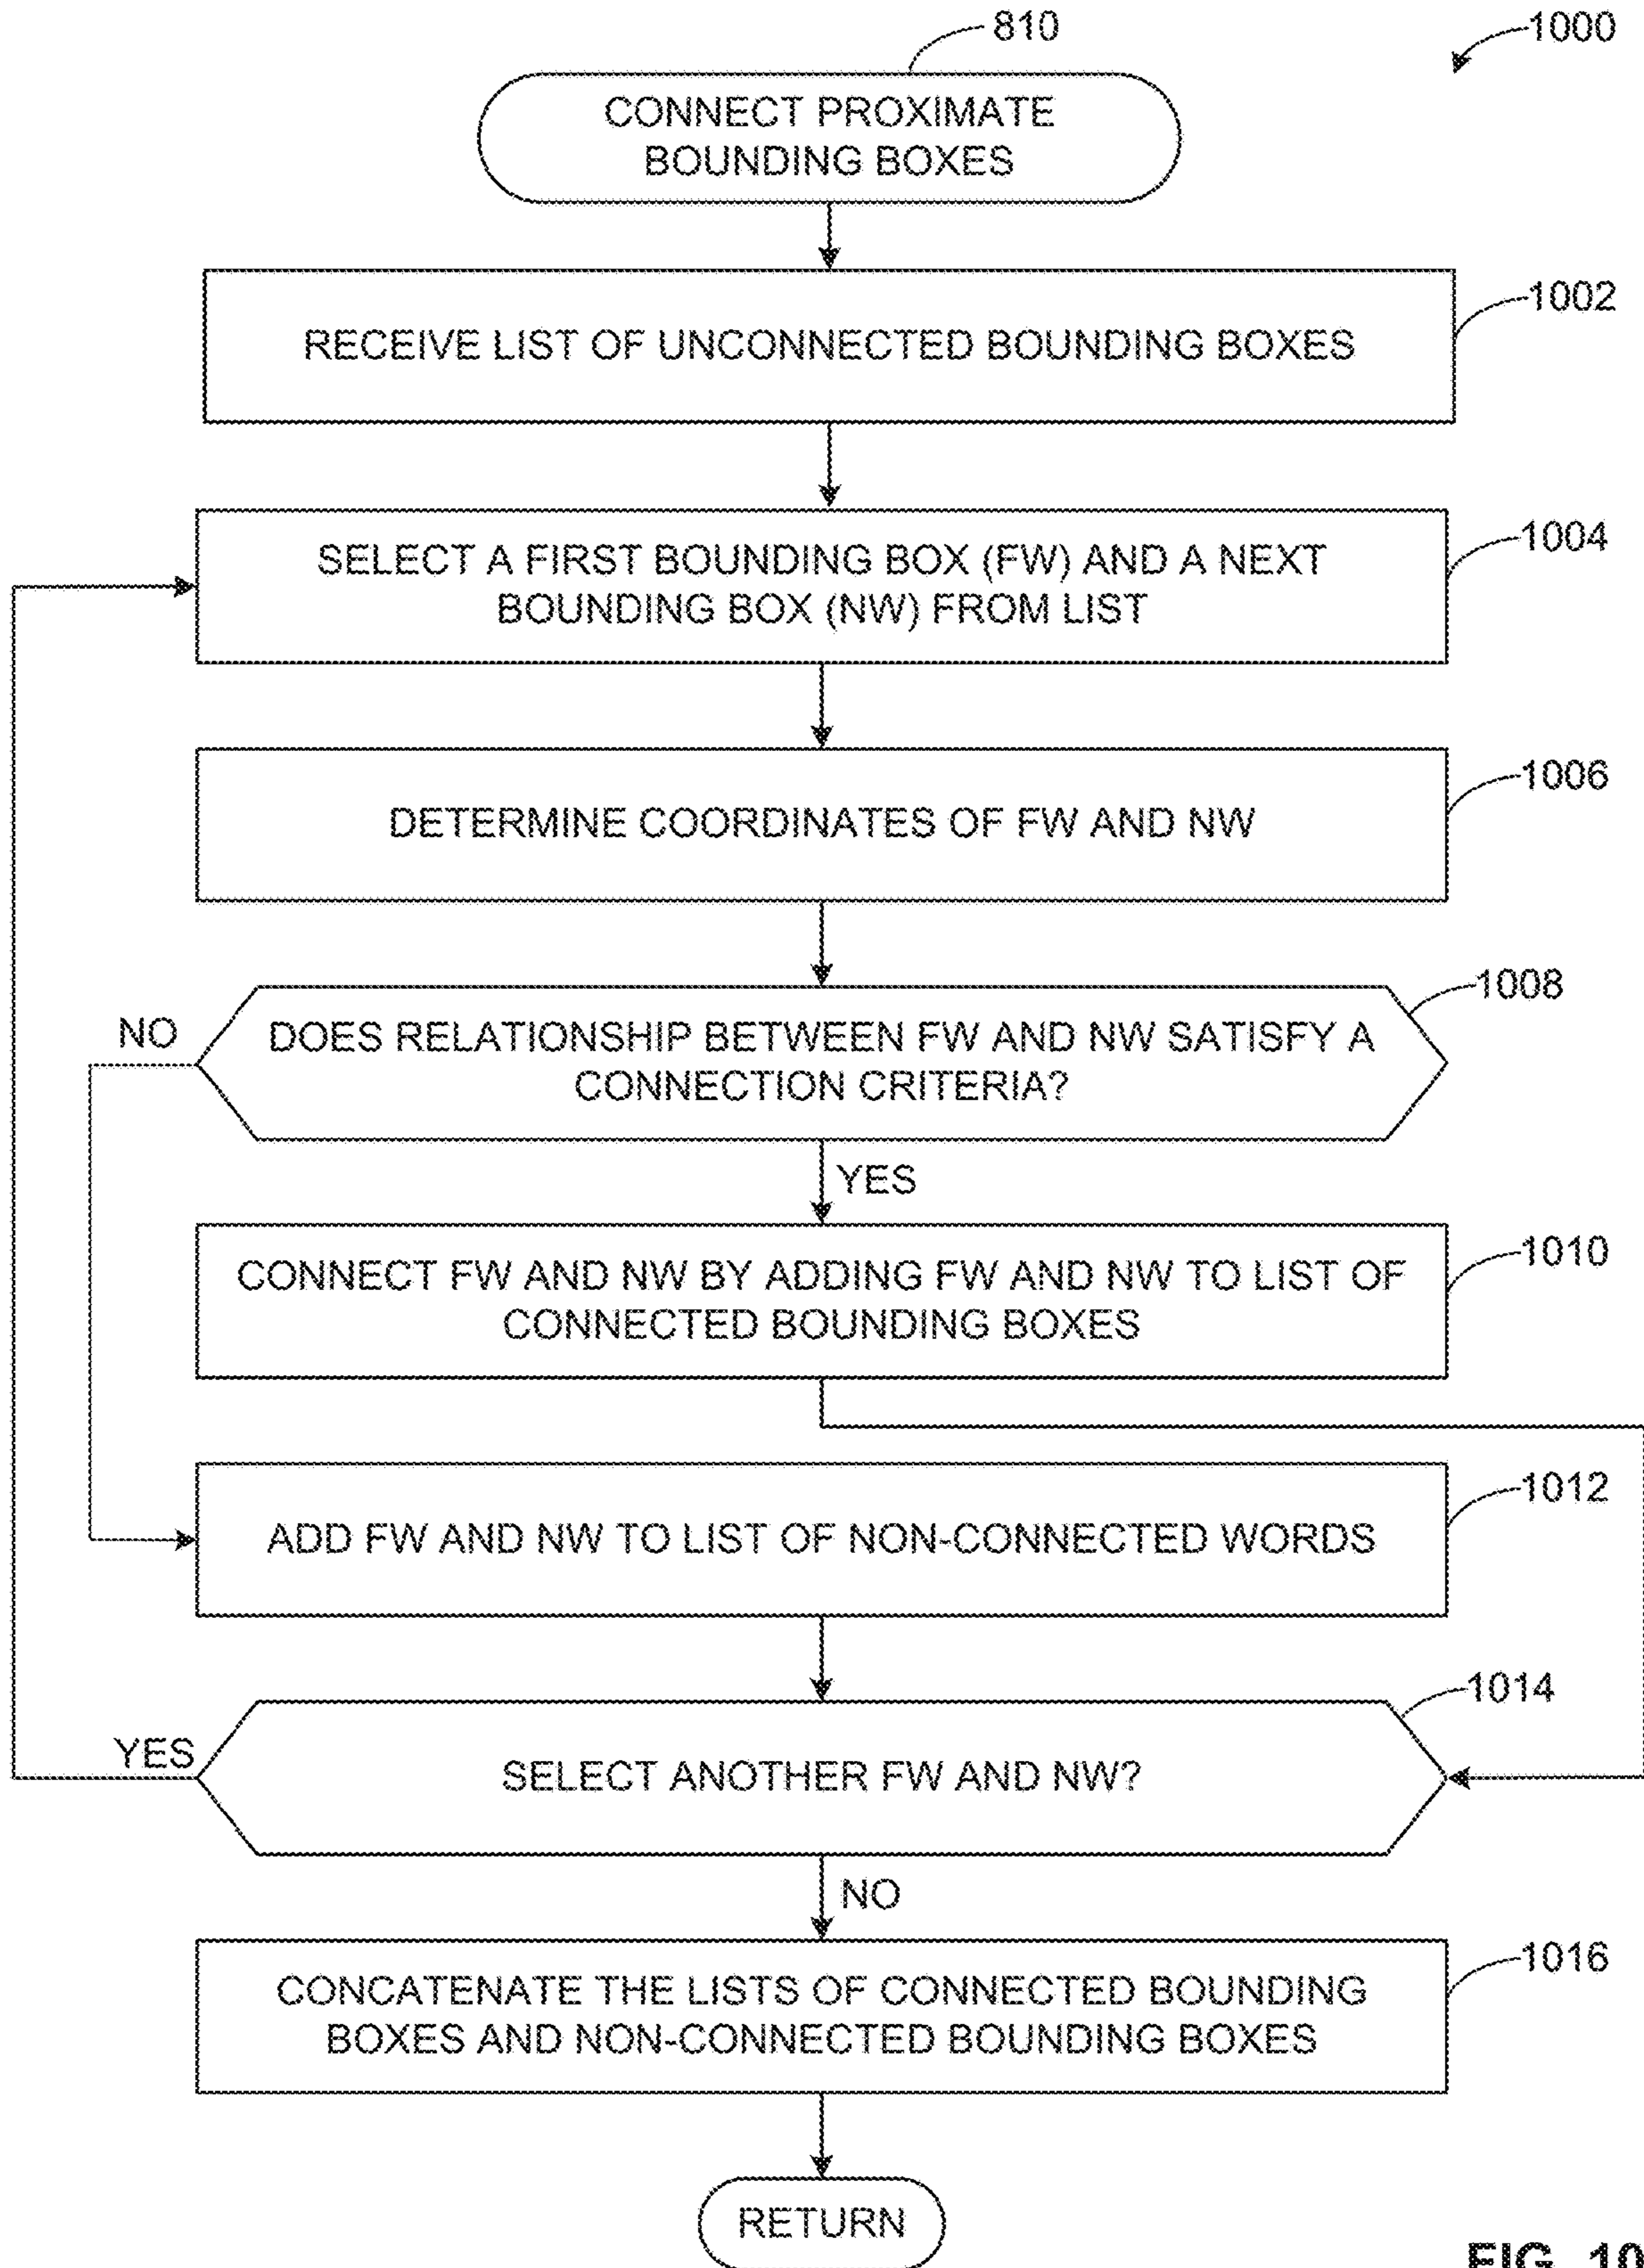 810
1000
CONNECT PROXIMATE
BOUNDING BOXES
1002
RECEIVE LIST OF UNCONNECTED BOUNDING BOXES
1004
SELECT A FIRST BOUNDING BOX (FW) AND A NEXT
BOUNDING BOX (NW) FROM LIST
1006
DETERMINE COORDINATES OF FW AND NW
1008
NO
DOES RELATIONSHIP BETWEEN FW AND NW SATISFY A
CONNECTION CRITERIA?
YES
1010
CONNECT FW AND NW BY ADDING FW AND NW TO LIST OF
CONNECTED BOUNDING BOXES
1012
ADD FW AND NW TO LIST OF NON-CONNECTED WORDS
1014
YES
SELECT ANOTHER FW AND NW?
NO
1016
CONCATENATE THE LISTS OF CONNECTED BOUNDING
BOXES AND NON-CONNECTED BOUNDING BOXES
RETURN
FIG. 10